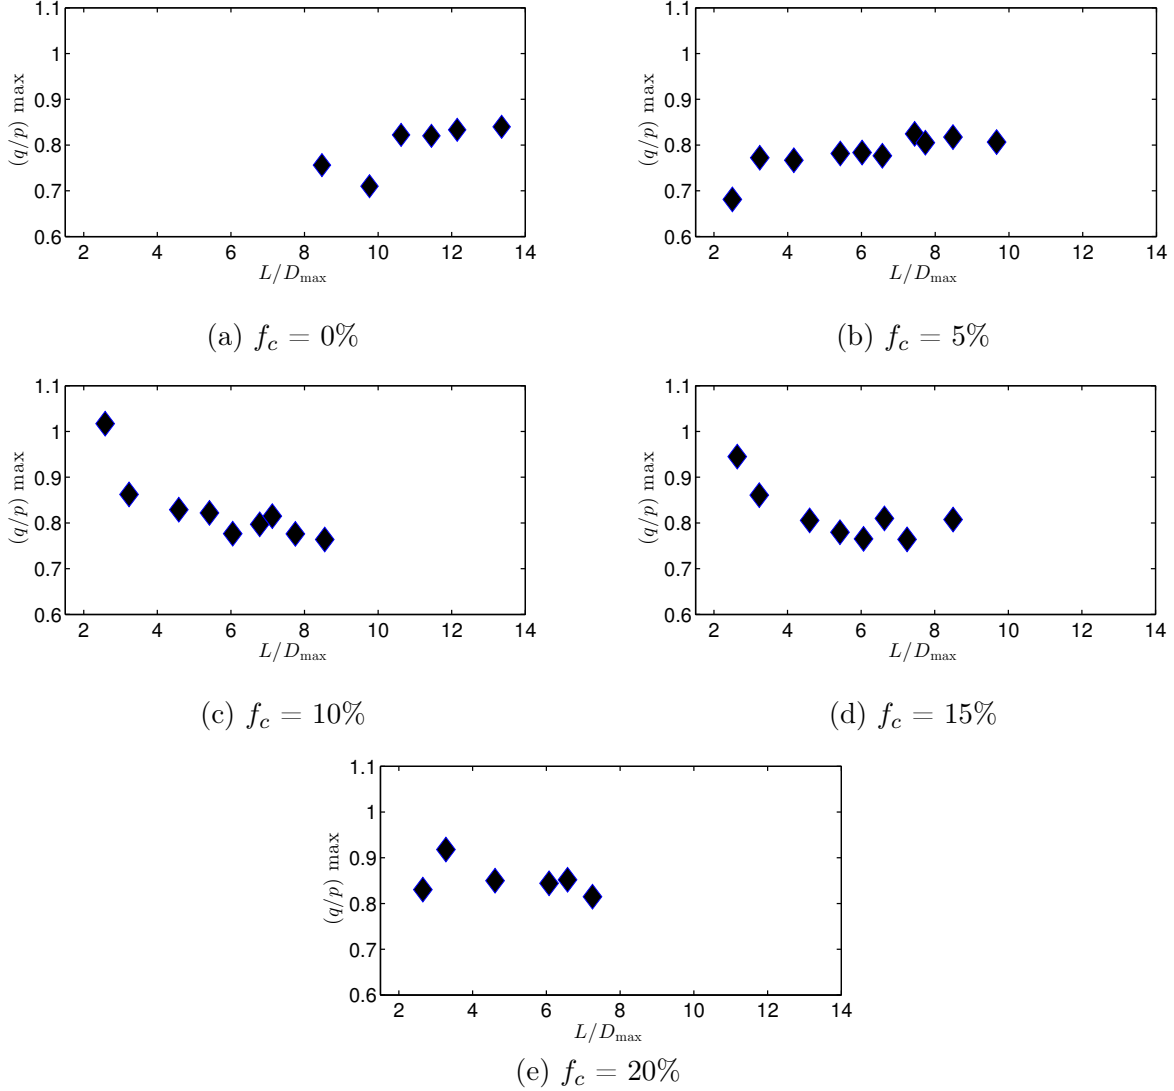 1.1
1
0.9
0.8
0.7
0.6
(q/p) max
2 4 6 8 10 12 14
L/D_max
(a) f_c = 0%
1.1
1
0.9
0.8
0.7
0.6
(q/p) max
2 4 6 8 10 12 14
L/D_max
(b) f_c = 5%
1.1
1
0.9
0.8
0.7
0.6
(q/p) max
2 4 6 8 10 12 14
L/D_max
(c) f_c = 10%
1.1
1
0.9
0.8
0.7
0.6
(q/p) max
2 4 6 8 10 12 14
L/D_max
(d) f_c = 15%
1.1
1
0.9
0.8
0.7
0.6
(q/p) max
2 4 6 8 10 12 14
L/D_max
(e) f_c = 20%